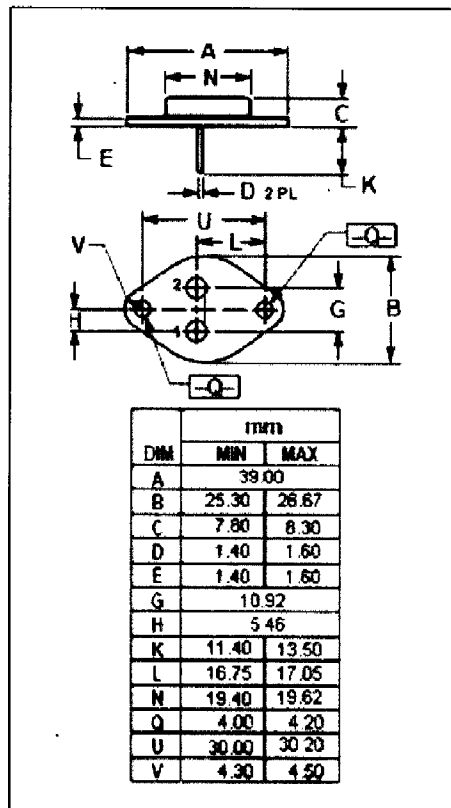 A
N
C
E
K
D 2 PL
U
V
L
Q
2
H
G
B
1
Q
mm
DIM MIN MAX
A 39.00
B 25.30 26.67
C 7.80 8.30
D 1.40 1.60
E 1.40 1.60
G 10.92
H 5.46
K 11.40 13.50
L 16.75 17.05
N 19.40 19.62
Q 4.00 4.20
U 30.00 30.20
V 4.30 4.50